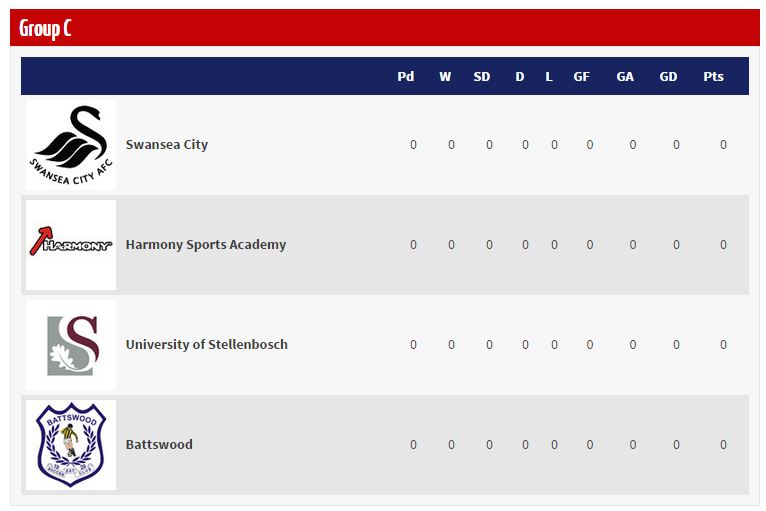 Group C
Pd W SD D L GF GA GD Pts
SWANSEA CITY AFC
Swansea City 0 0 0 0 0 0 0 0 0
HARMONY
Harmony Sports Academy 0 0 0 0 0 0 0 0 0
S
University of Stellenbosch 0 0 0 0 0 0 0 0 0
BATTSWOOD
Battswood 0 0 0 0 0 0 0 0 0